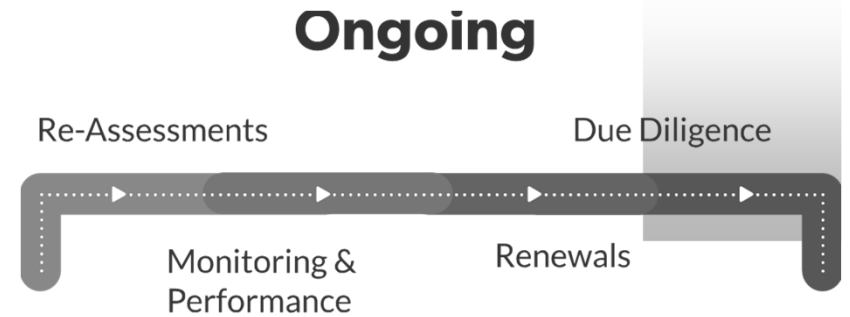 Ongoing
Re-Assessments
Due Diligence
Monitoring &
Performance
Renewals